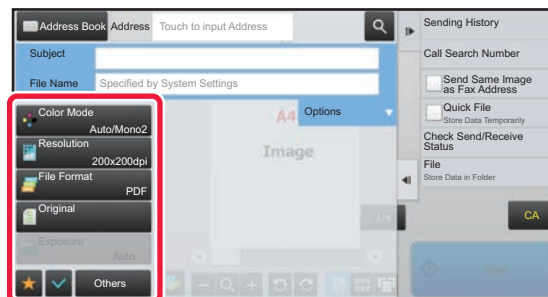 Address Book Address Touch to input Address
Subject
File Name Specified by System Settings
Options
Color Mode
Auto/Mono2
Resolution
200x200dpi
File Format
PDF
Original
Exposure
Auto
Others
A4
Image
1/1
Sending History
Call Search Number
Send Same Image
as Fax Address
Quick File
Store Data Temporarily
Check Send/Receive
Status
File
Store Data in Folder
CA
Start